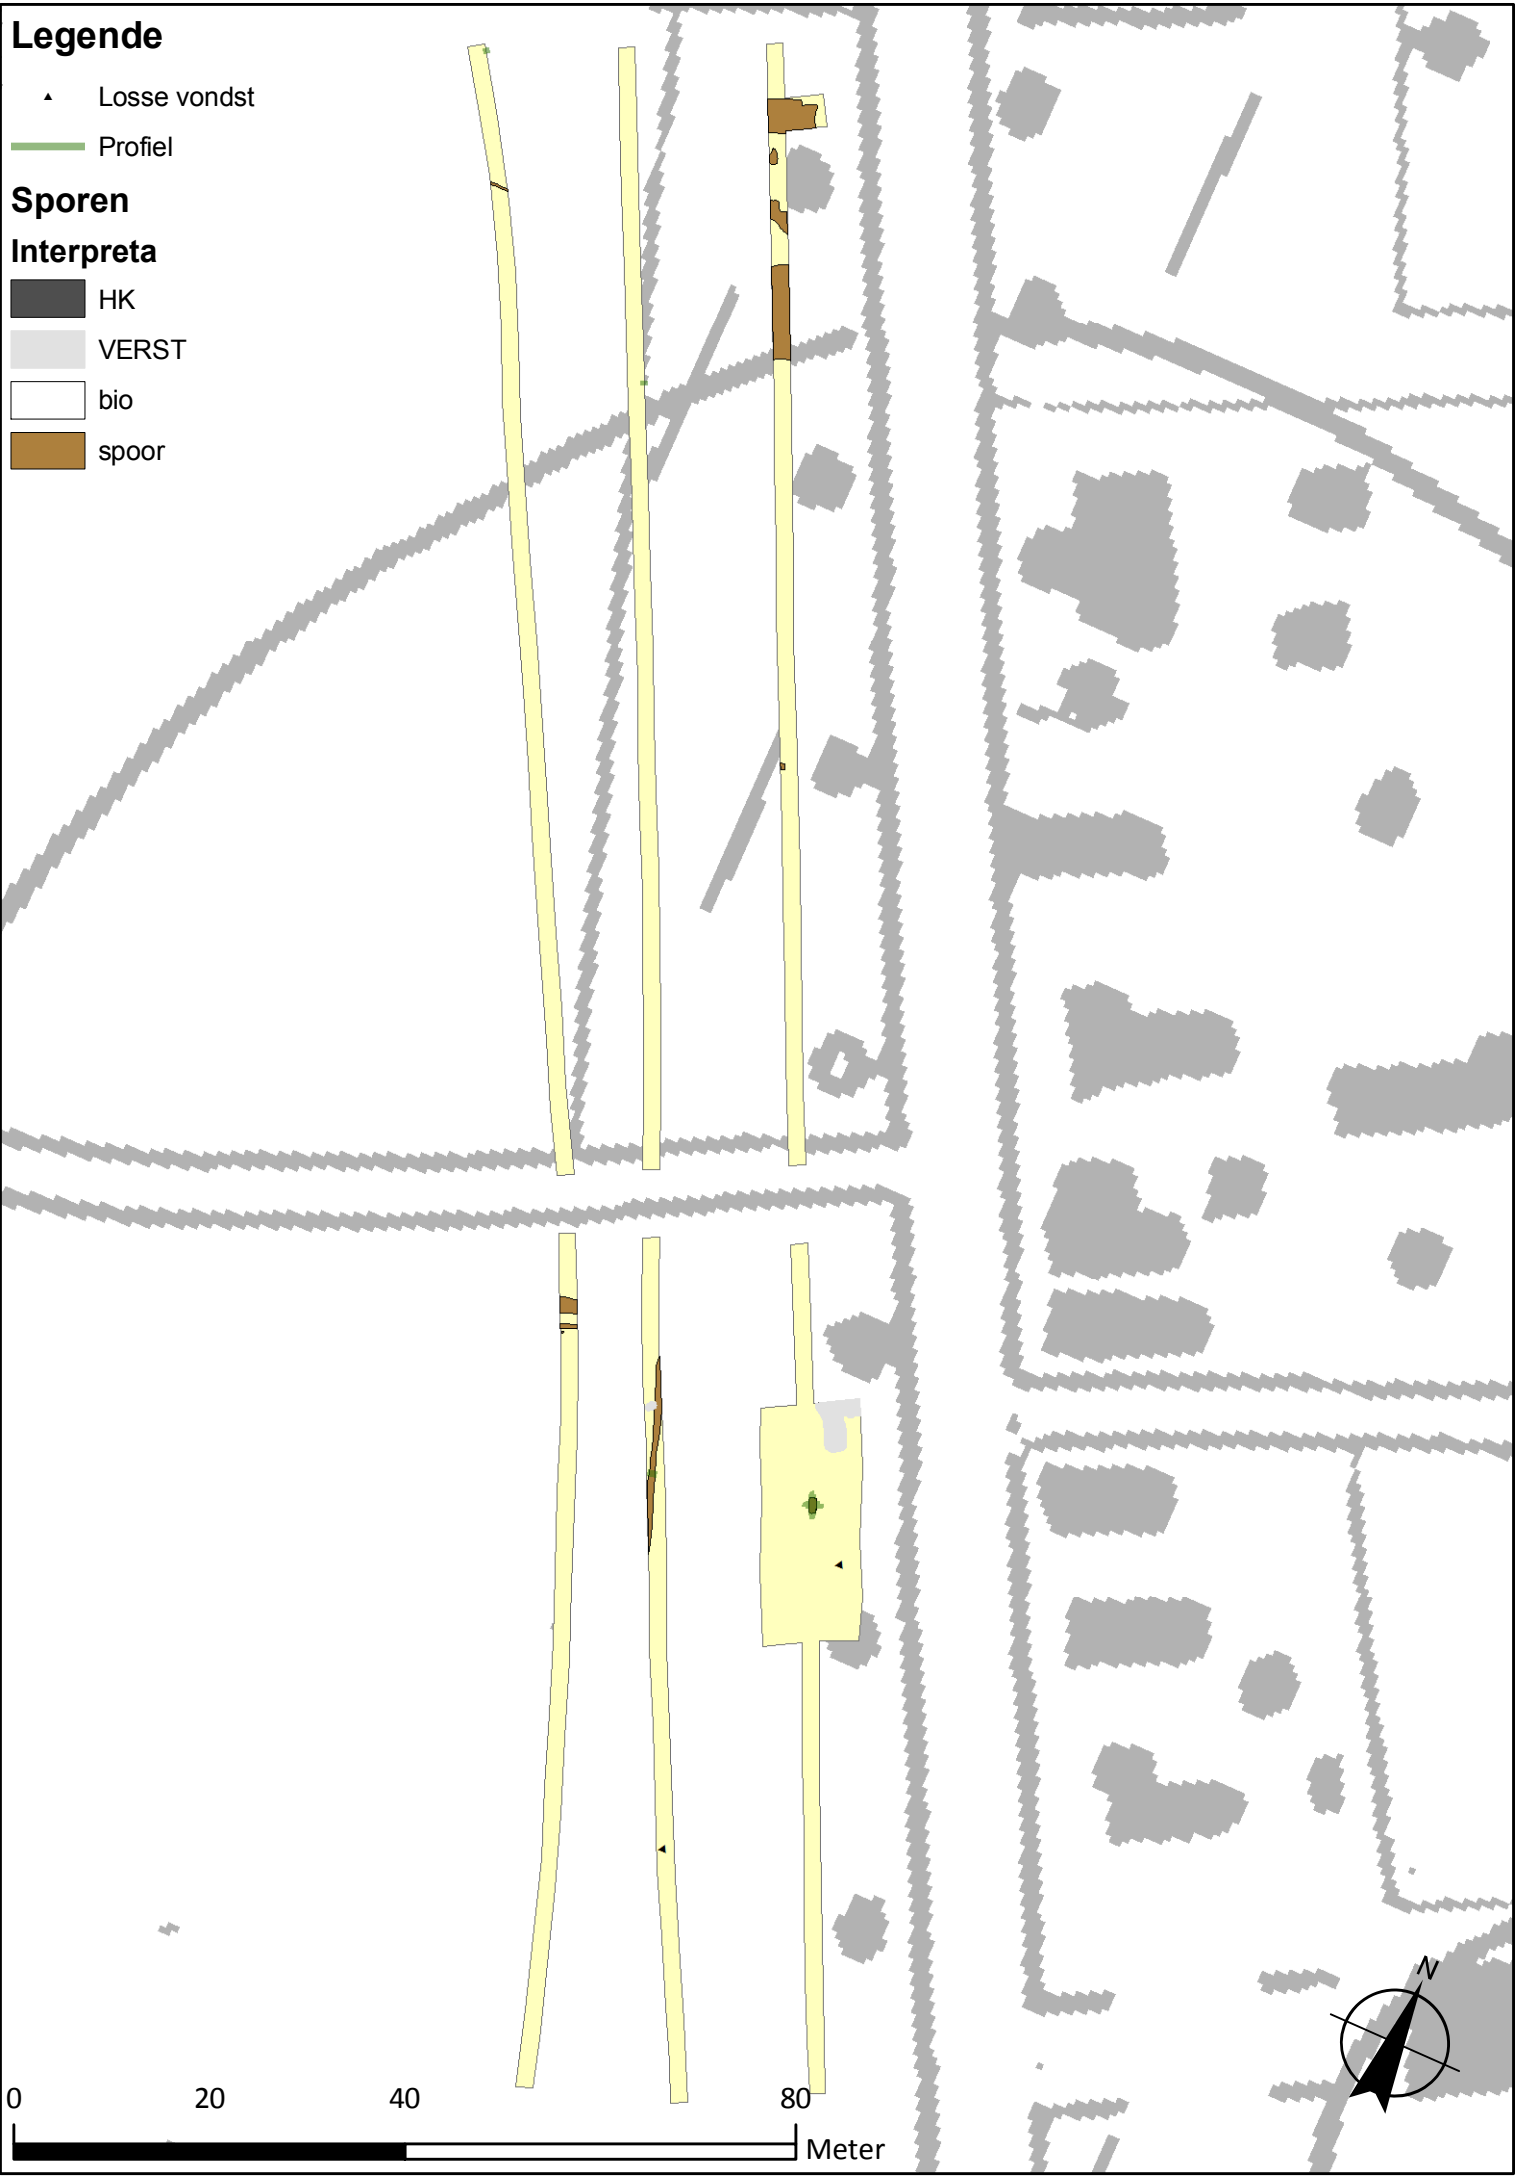 Legende
Losse vondst
Profiel
Sporen
Interpreta
HK
VERST
bio
spoor
N
0 20 40 80
Meter